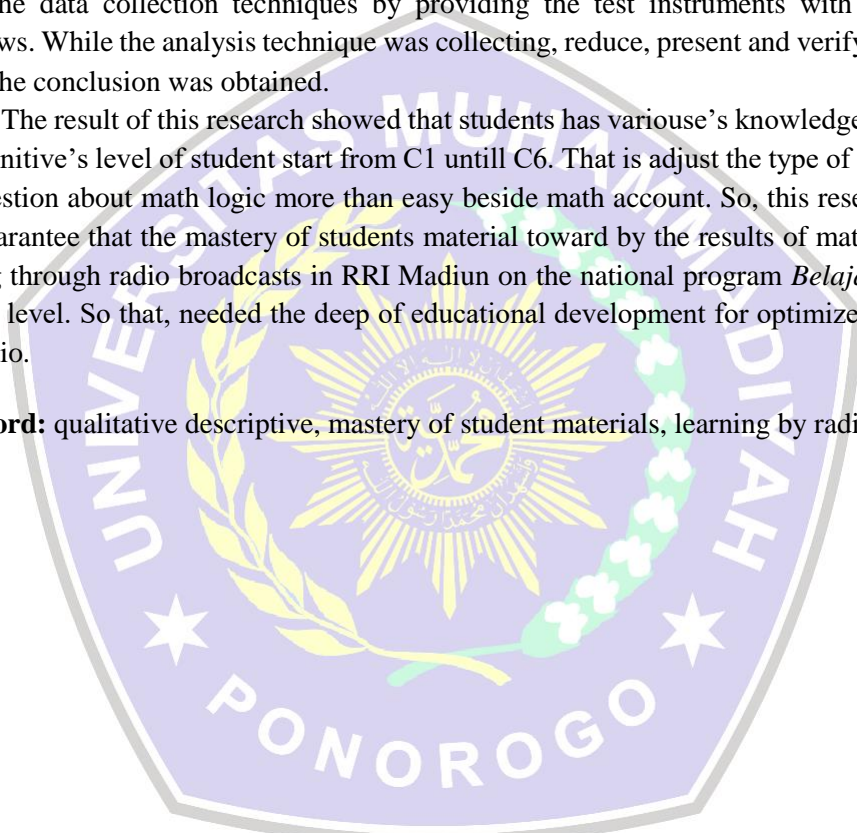 he data collection techniques by providing the test instruments with
ws. While the analysis technique was collecting, reduce, present and verify
he conclusion was obtained.
The result of this research showed that students has variouse's knowledge
nitive's level of student start from C1 untill C6. That is adjust the type of
estion about math logic more than easy beside math account. So, this rese
arantee that the mastery of students material toward by the results of mat
g through radio broadcasts in RRI Madiun on the national program Belaja
level. So that, needed the deep of educational development for optimize
io.
ord: qualitative descriptive, mastery of student materials, learning by radi
UNIVERSITAS MUHAMMADIYAH
PONOROGO